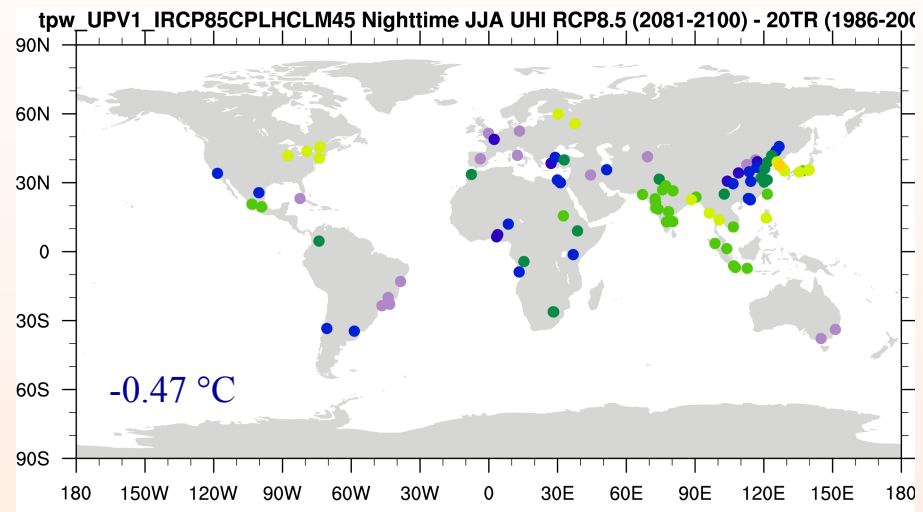 tpw_UPV1_IRCP85CPLHCLM45 Nighttime JJA UHI RCP8.5 (2081-2100) - 20TR (1986-200
90N
60N
30N
0
30S
60S
90S
-0.47 °C
180 150W 120W 90W 60W 30W 0 30E 60E 90E 120E 150E 180